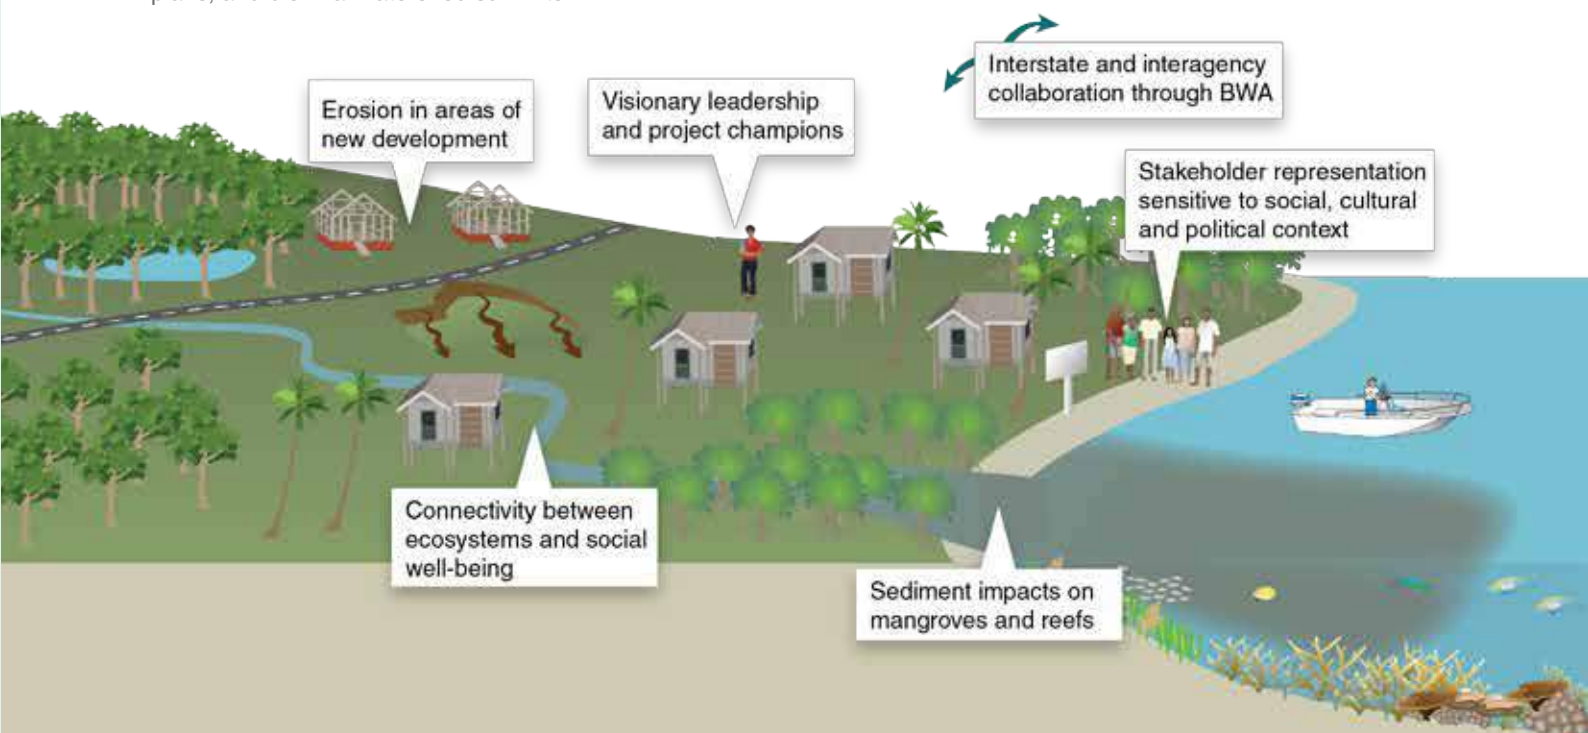 Interstate and interagency
collaboration through BWA
Erosion in areas of
new development
Visionary leadership
and project champions
Stakeholder representation
sensitive to social, cultural
and political context
Connectivity between
ecosystems and social
well-being
Sediment impacts on
mangroves and reefs